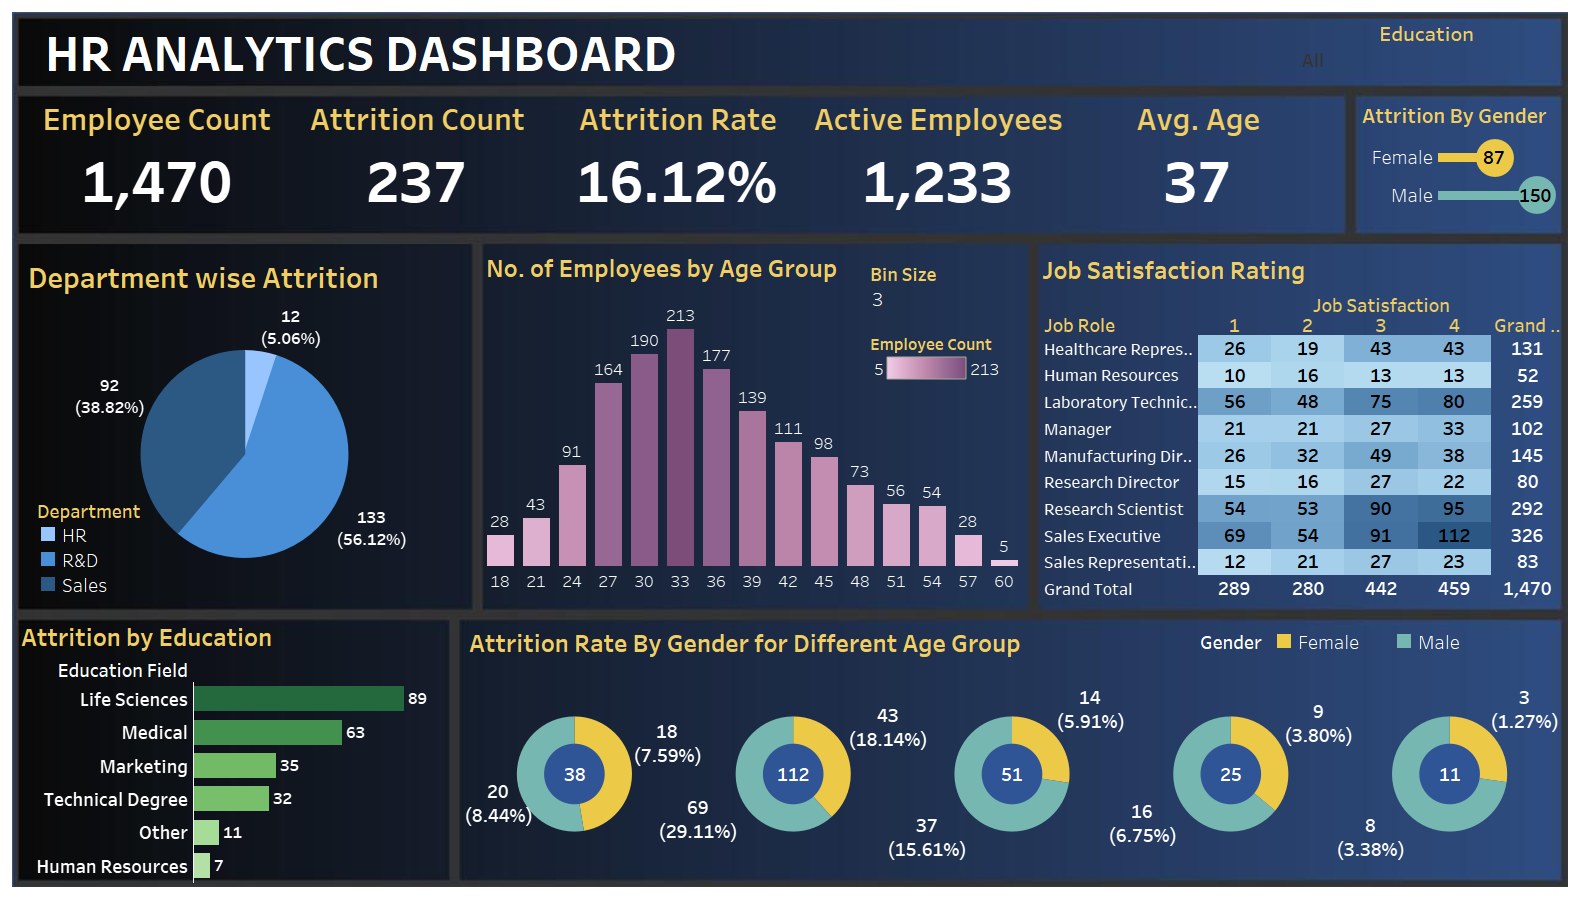 HR ANALYTICS DASHBOARD
Education
All
Employee Count Attrition Count Attrition Rate Active Employees Avg. Age
1,470 237 16.12% 1,233 37
Attrition By Gender
Female 87
Male 150
Department wise Attrition
12
(5.06%)
92
(38.82%)
133
(56.12%)
Department
HR
R&D
Sales
No. of Employees by Age Group
Bin Size
3
Employee Count
5 213
28 43 91 164 190 213 177 139 111 98 73 56 54 28 5
18 21 24 27 30 33 36 39 42 45 48 51 54 57 60
Job Satisfaction Rating
Job Satisfaction
Job Role 1 2 3 4 Grand ..
Healthcare Repres.. 26 19 43 43 131
Human Resources 10 16 13 13 52
Laboratory Technic.. 56 48 75 80 259
Manager 21 21 27 33 102
Manufacturing Dir.. 26 32 49 38 145
Research Director 15 16 27 22 80
Research Scientist 54 53 90 95 292
Sales Executive 69 54 91 112 326
Sales Representati.. 12 21 27 23 83
Grand Total 289 280 442 459 1,470
Attrition by Education
Education Field
Life Sciences 89
Medical 63
Marketing 35
Technical Degree 32
Other 11
Human Resources 7
Attrition Rate By Gender for Different Age Group
Gender Female Male
18
(7.59%)
38
20
(8.44%)
43
(18.14%)
112
69
(29.11%)
14
(5.91%)
51
37
(15.61%)
9
(3.80%)
25
16
(6.75%)
3
(1.27%)
11
8
(3.38%)